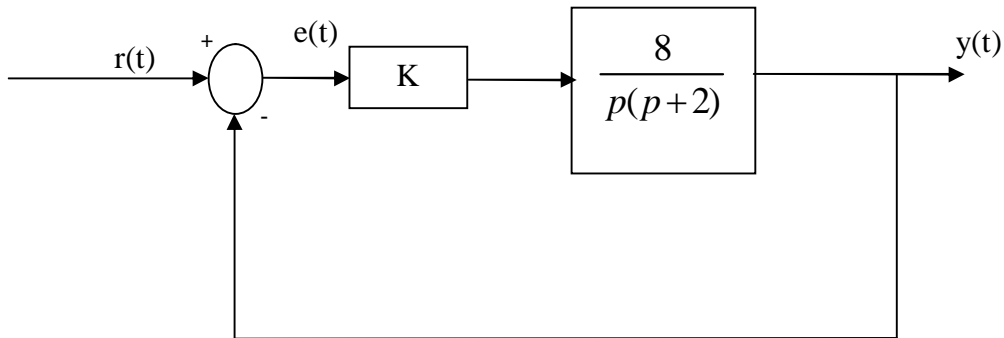 +
r(t)
e(t)
-
K
8
p(p+2)
y(t)